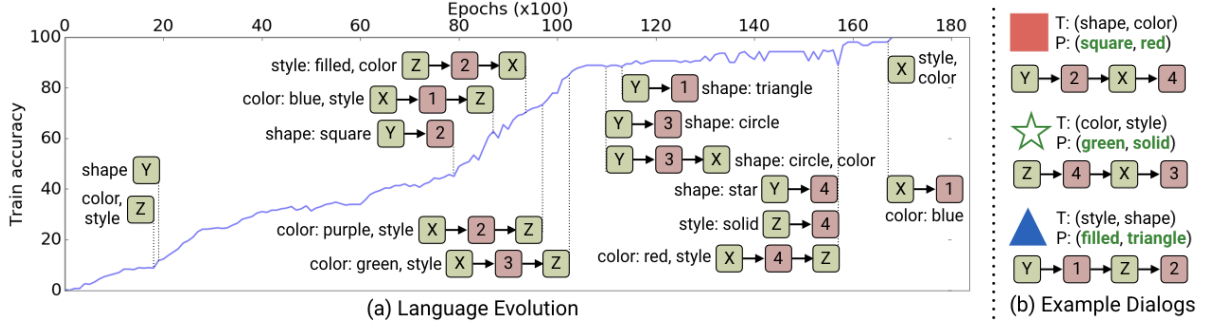 Epochs (x100)
0 20 40 60 80 100 120 140 160 180
Train accuracy
100
80
60
40
20
0
shape Y
color, style Z
style: filled, color Z 2 X
color: blue, style X 1 Z
shape: square Y 2
color: purple, style X 2 Z
color: green, style X 3 Z
Y 1 shape: triangle
Y 3 shape: circle
Y 3 X shape: circle, color
shape: star Y 4
style: solid Z 4
color: red, style X 4 Z
X style, color
X 1
color: blue
(a) Language Evolution
T: (shape, color)
P: (square, red)
Y 2 X 4
T: (color, style)
P: (green, solid)
Z 4 X 3
T: (style, shape)
P: (filled, triangle)
Y 1 Z 2
(b) Example Dialogs